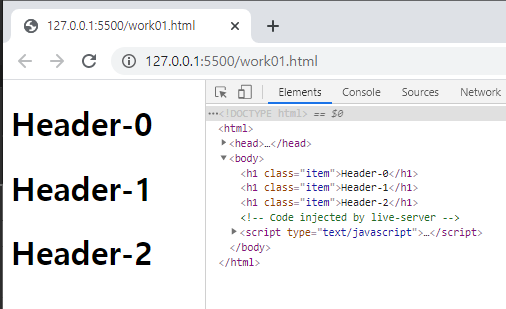 127.0.0.1:5500/work01.html
127.0.0.1:5500/work01.html
Header-0
Header-1
Header-2
Elements Console Sources Network
...<!DOCTYPE html> == $0
<html>
<head>…</head>
<body>
<h1 class="item">Header-0</h1>
<h1 class="item">Header-1</h1>
<h1 class="item">Header-2</h1>
<!-- Code injected by live-server -->
<script type="text/javascript">…</script>
</body>
</html>